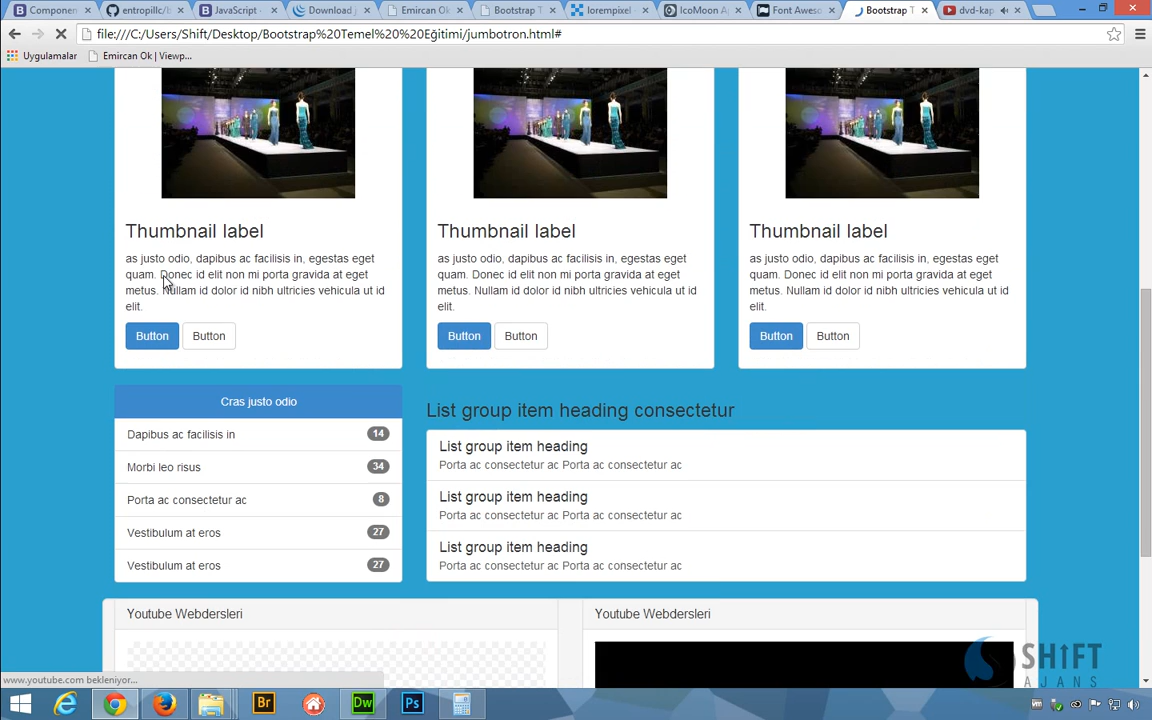 Componen
entropillc/b
JavaScript ·
Download j
Emircan Ok
Bootstrap T
lorempixel
IcoMoon A
Font Aweso
Bootstrap T
dvd-kap
file:///C:/Users/Shift/Desktop/Bootstrap%20Temel%20%20Eğitimi/jumbotron.html#
Uygulamalar
Emircan Ok | Viewp...
Thumbnail label
Thumbnail label
Thumbnail label
as justo odio, dapibus ac facilisis in, egestas eget
quam. Donec id elit non mi porta gravida at eget
metus. Nullam id dolor id nibh ultricies vehicula ut id
elit.
as justo odio, dapibus ac facilisis in, egestas eget
quam. Donec id elit non mi porta gravida at eget
metus. Nullam id dolor id nibh ultricies vehicula ut id
elit.
as justo odio, dapibus ac facilisis in, egestas eget
quam. Donec id elit non mi porta gravida at eget
metus. Nullam id dolor id nibh ultricies vehicula ut id
elit.
Button Button
Button Button
Button Button
Cras justo odio
Dapibus ac facilisis in 14
Morbi leo risus 34
Porta ac consectetur ac 8
Vestibulum at eros 27
Vestibulum at eros 27
List group item heading consectetur
List group item heading
Porta ac consectetur ac Porta ac consectetur ac
List group item heading
Porta ac consectetur ac Porta ac consectetur ac
List group item heading
Porta ac consectetur ac Porta ac consectetur ac
Youtube Webdersleri
Youtube Webdersleri
www.youtube.com bekleniyor...
SHIFT
AJANS
Br
Dw
Ps